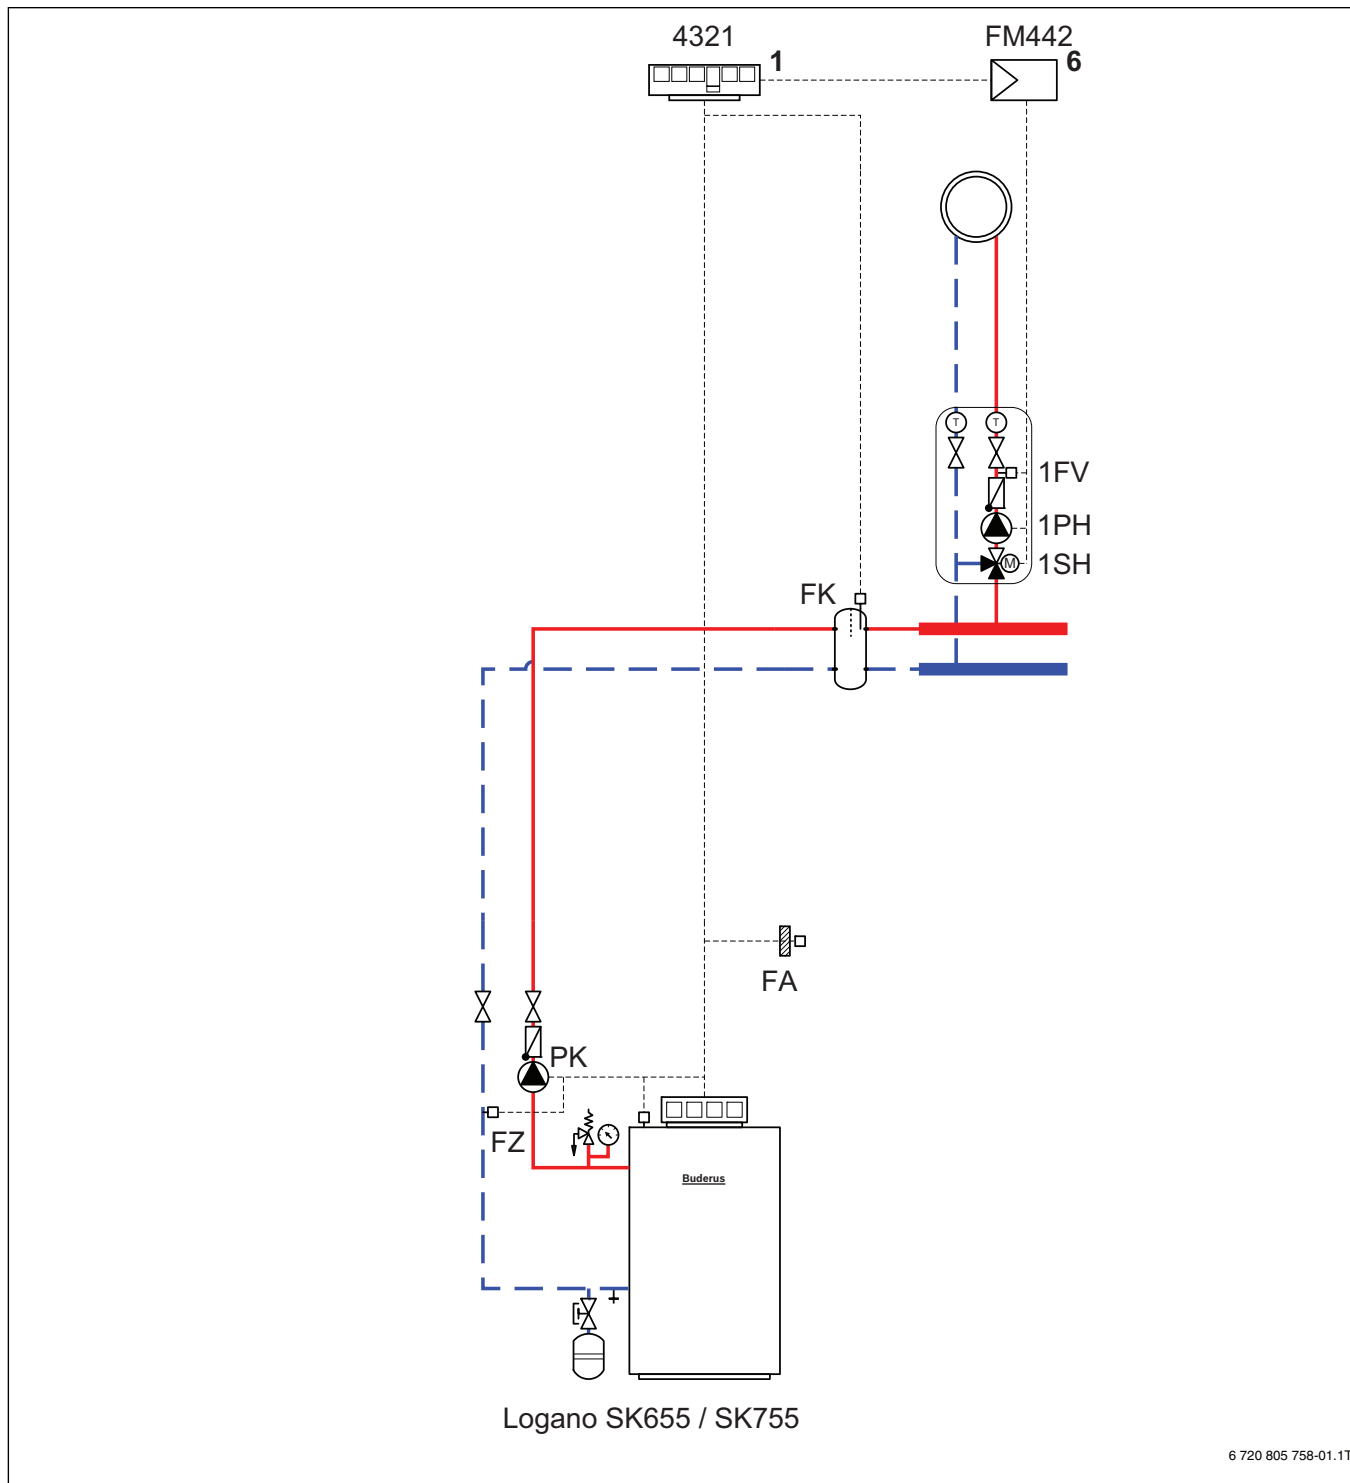 4321
1
FM442
6
T
T
1FV
1PH
1SH
M
FK
FA
PK
FZ
Buderus
Logano SK655 / SK755
6 720 805 758-01.1T